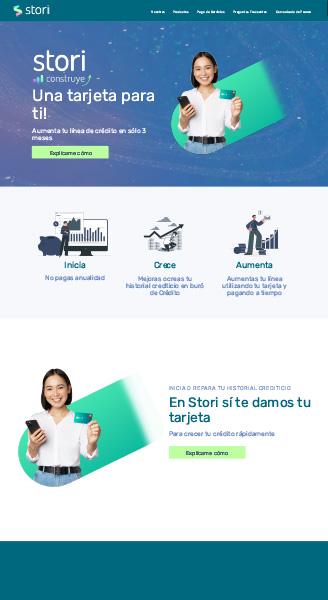 stori
Nosotros Productos Pago de Servicios Preguntas Frecuentes Comunicado de Prensa
stori
construye
Una tarjeta para
ti!
Aumenta tu línea de crédito en sólo 3
meses
Explícame cómo
Inicia
No pagas anualidad
Crece
Mejoras o creas tu
historial crediticio en buró
de Crédito
Aumenta
Aumentas tu línea
utilizando tu tarjeta y
pagando a tiempo
INICIA O REPARA TU HISTORIAL CREDITICIO
En Stori sí te damos tu
tarjeta
Para crecer tu crédito rápidamente
Explícame cómo